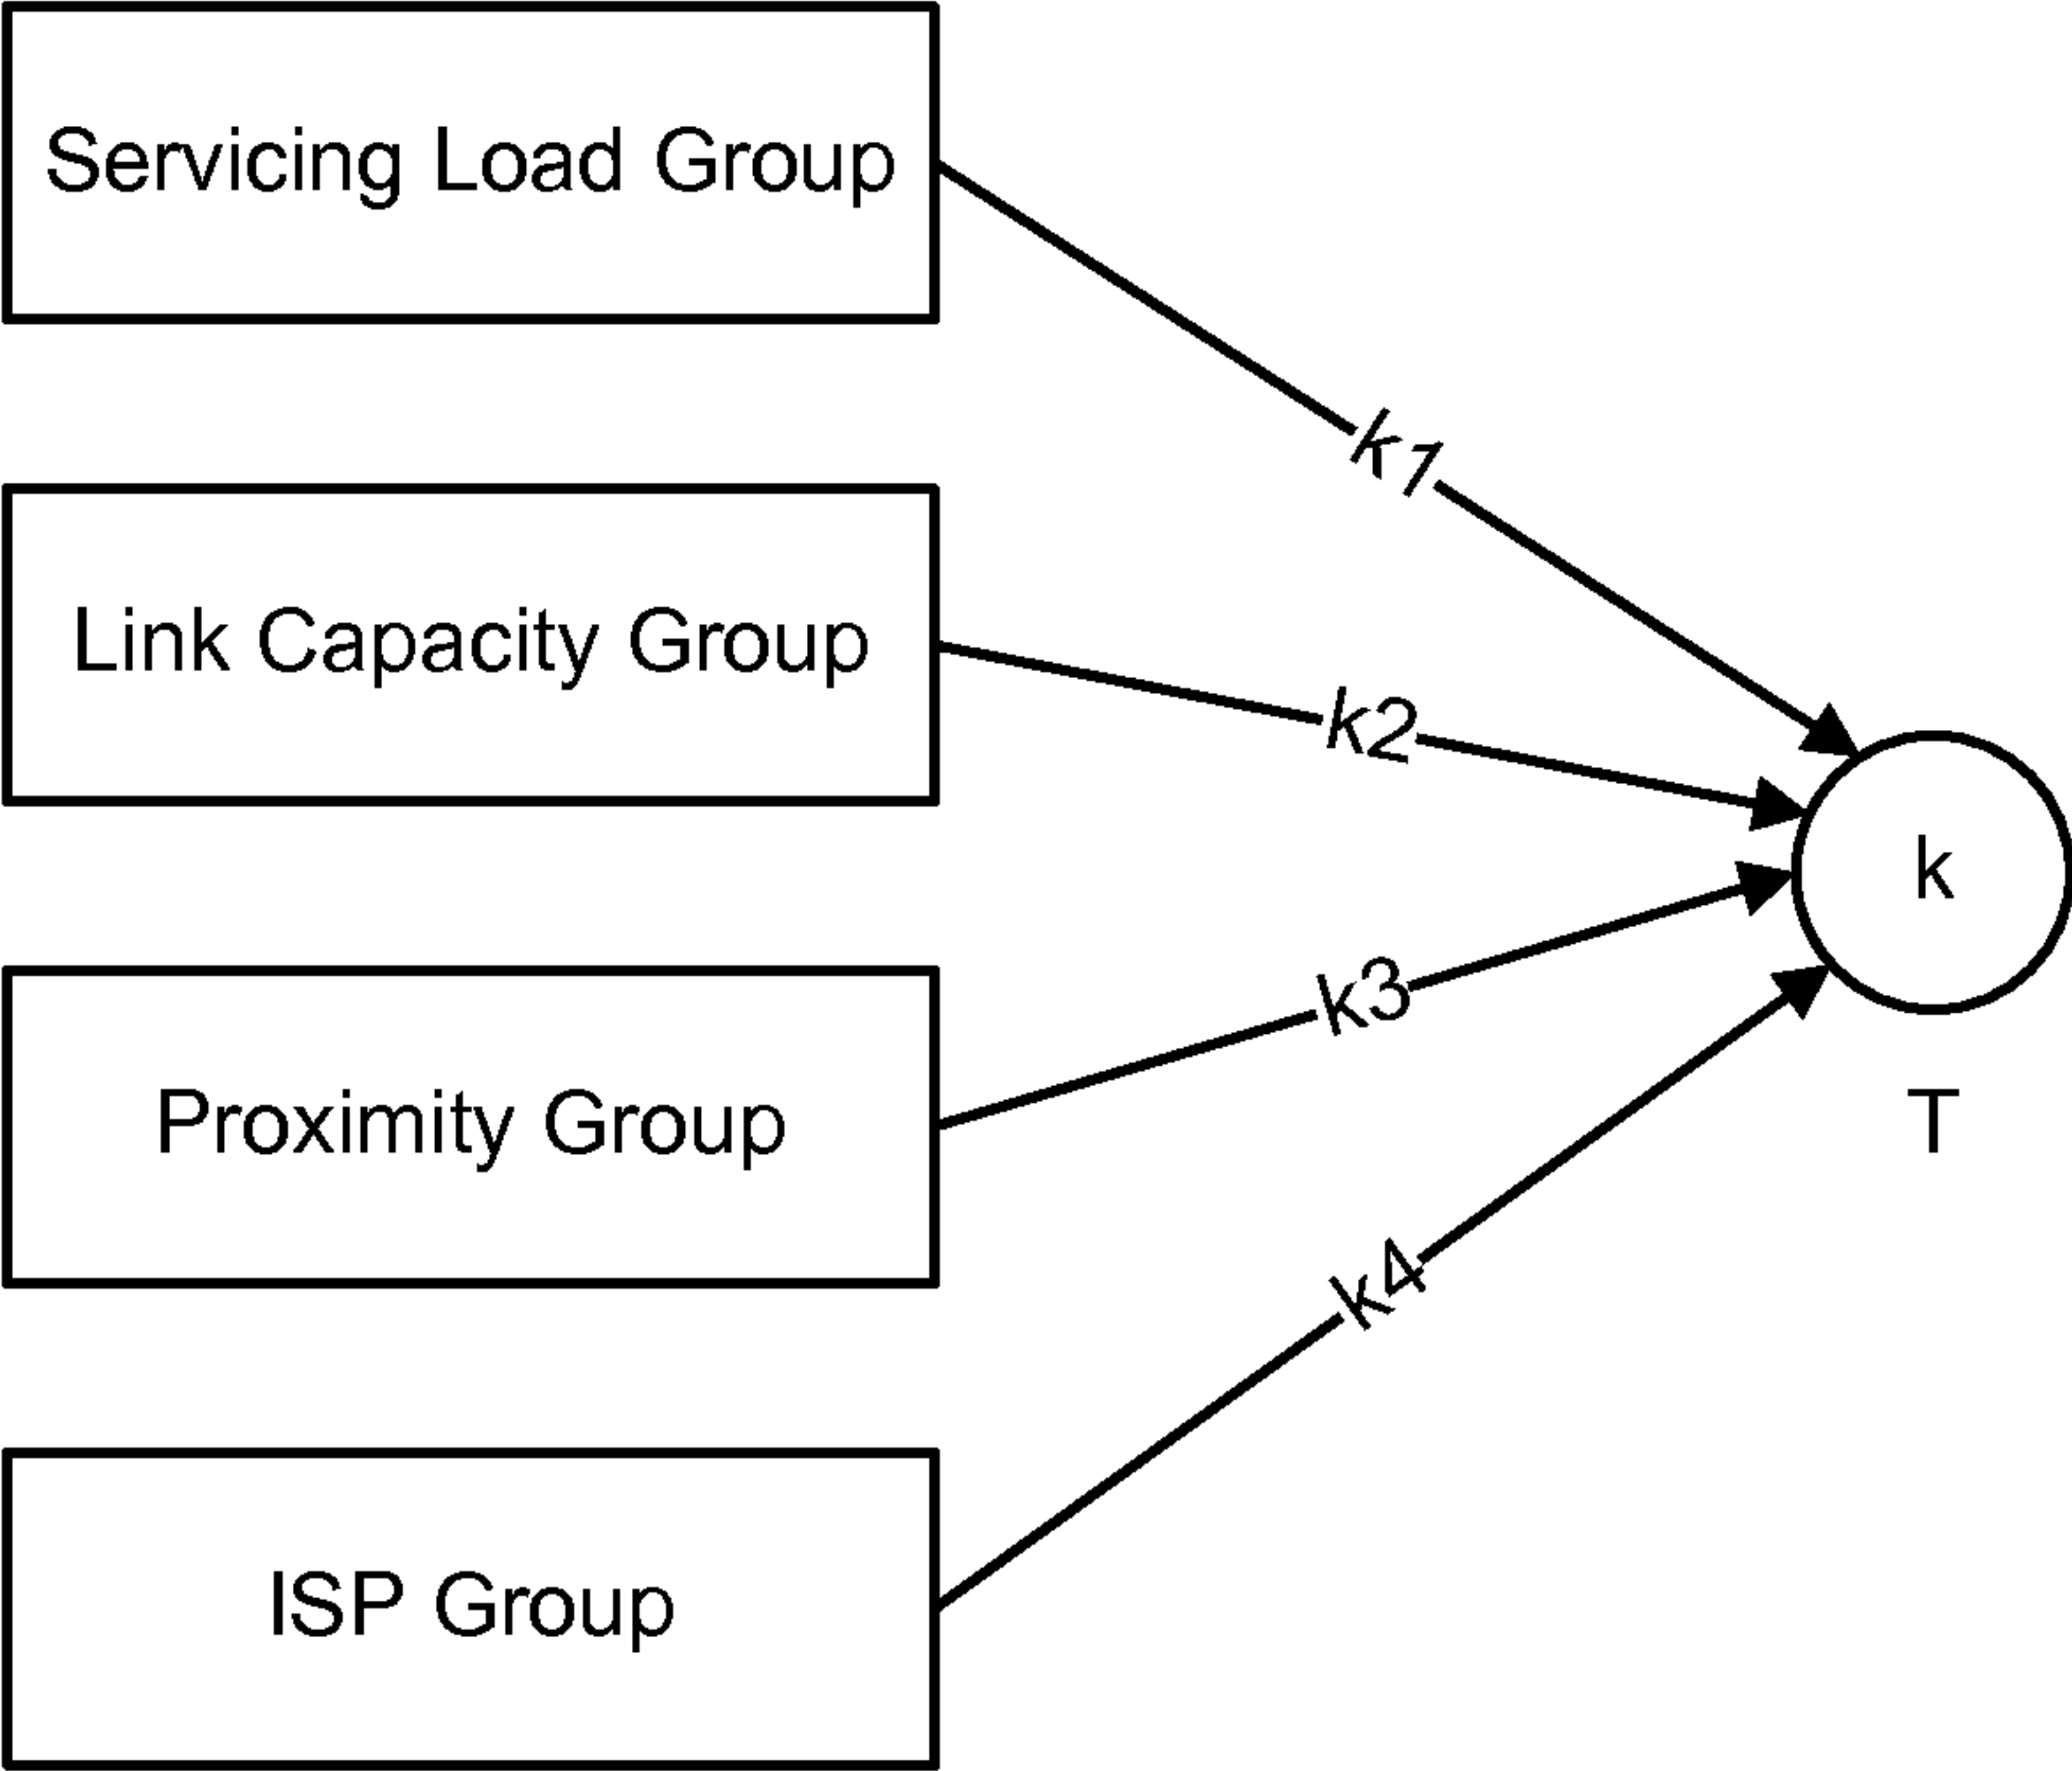 Servicing Load Group
k1
Link Capacity Group
k2
k
k3
Proximity Group
T
k4
ISP Group